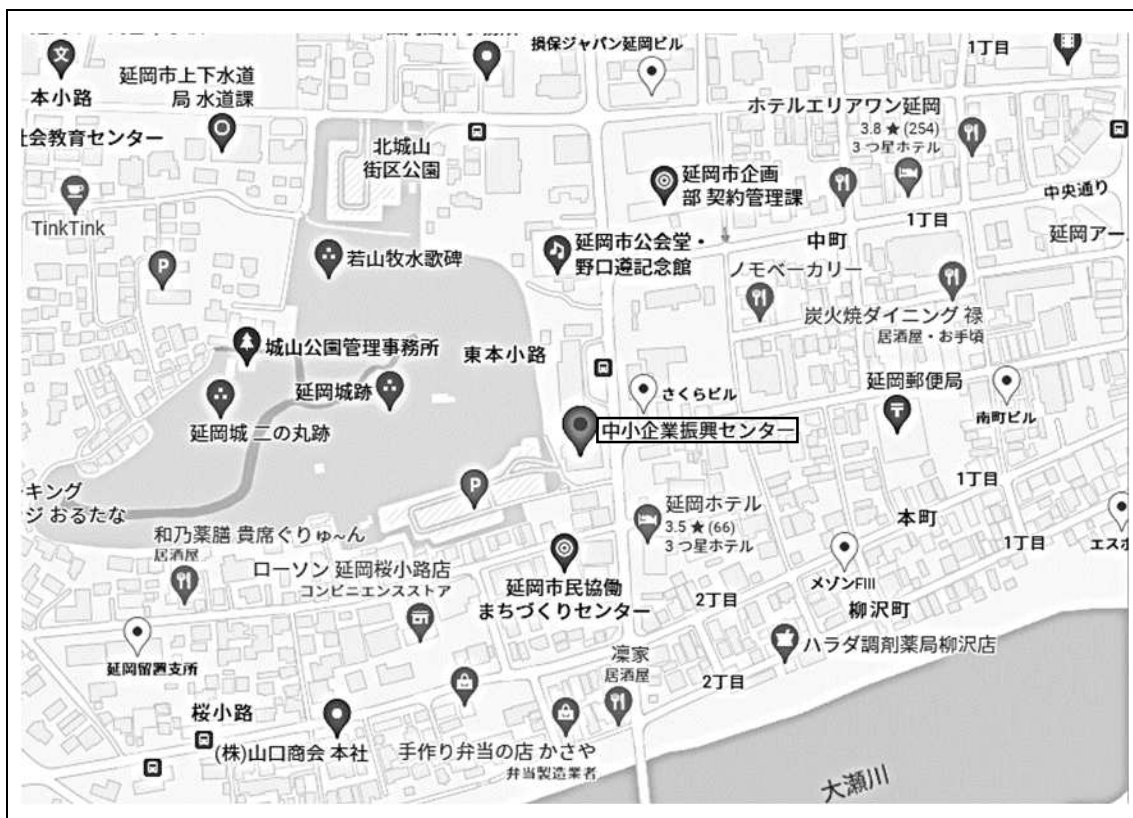 損保ジャパン延岡ビル
1丁目
本小路
延岡市上下水道
局 水道課
社会教育センター
北城山
街区公園
ホテルエリアワン延岡
3.8 ★ (254)
3つ星ホテル
延岡市企画
部 契約管理課
中央通り
1丁目
TinkTink
P
若山牧水歌碑
延岡市公会堂・
野口遵記念館
中町
延岡アー
ノモベーカリー
炭火焼ダイニング 禄
居酒屋・お手頃
城山公園管理事務所
東本小路
延岡城跡
延岡城 二の丸跡
さくらビル
延岡郵便局
南町ビル
中小企業振興センター
1丁目
キング
ジ おるたな
P
和乃薬膳 貴席ぐりゅ~ん
居酒屋
延岡ホテル
3.5 ★ (66)
3つ星ホテル
本町
1丁目
エスポ
ローソン 延岡桜小路店
コンビニエンスストア
延岡市民協働
まちづくりセンター
メゾンFIII
2丁目
柳沢町
延岡留置支所
凜家
居酒屋
ハラダ調剤薬局柳沢店
2丁目
桜小路
(株)山口商会 本社
手作り弁当の店 かさや
弁当製造業者
大瀬川